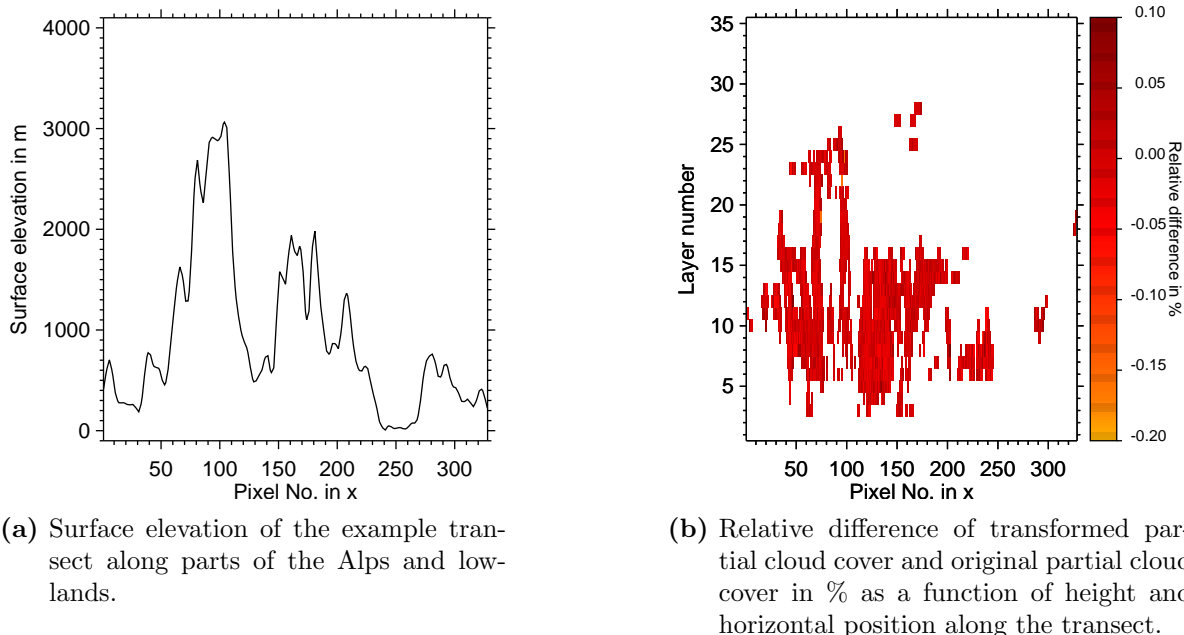 4000
3000
2000
1000
0
Surface elevation in m
50 100 150 200 250 300
Pixel No. in x
(a) Surface elevation of the example tran-
sect along parts of the Alps and low-
lands.
35
30
25
20
15
10
5
Layer number
50 100 150 200 250 300
Pixel No. in x
0.10
0.05
0.00
-0.05
-0.10
-0.15
-0.20
Relative difference in %
(b) Relative difference of transformed par-
tial cloud cover and original partial cloud
cover in % as a function of height and
horizontal position along the transect.